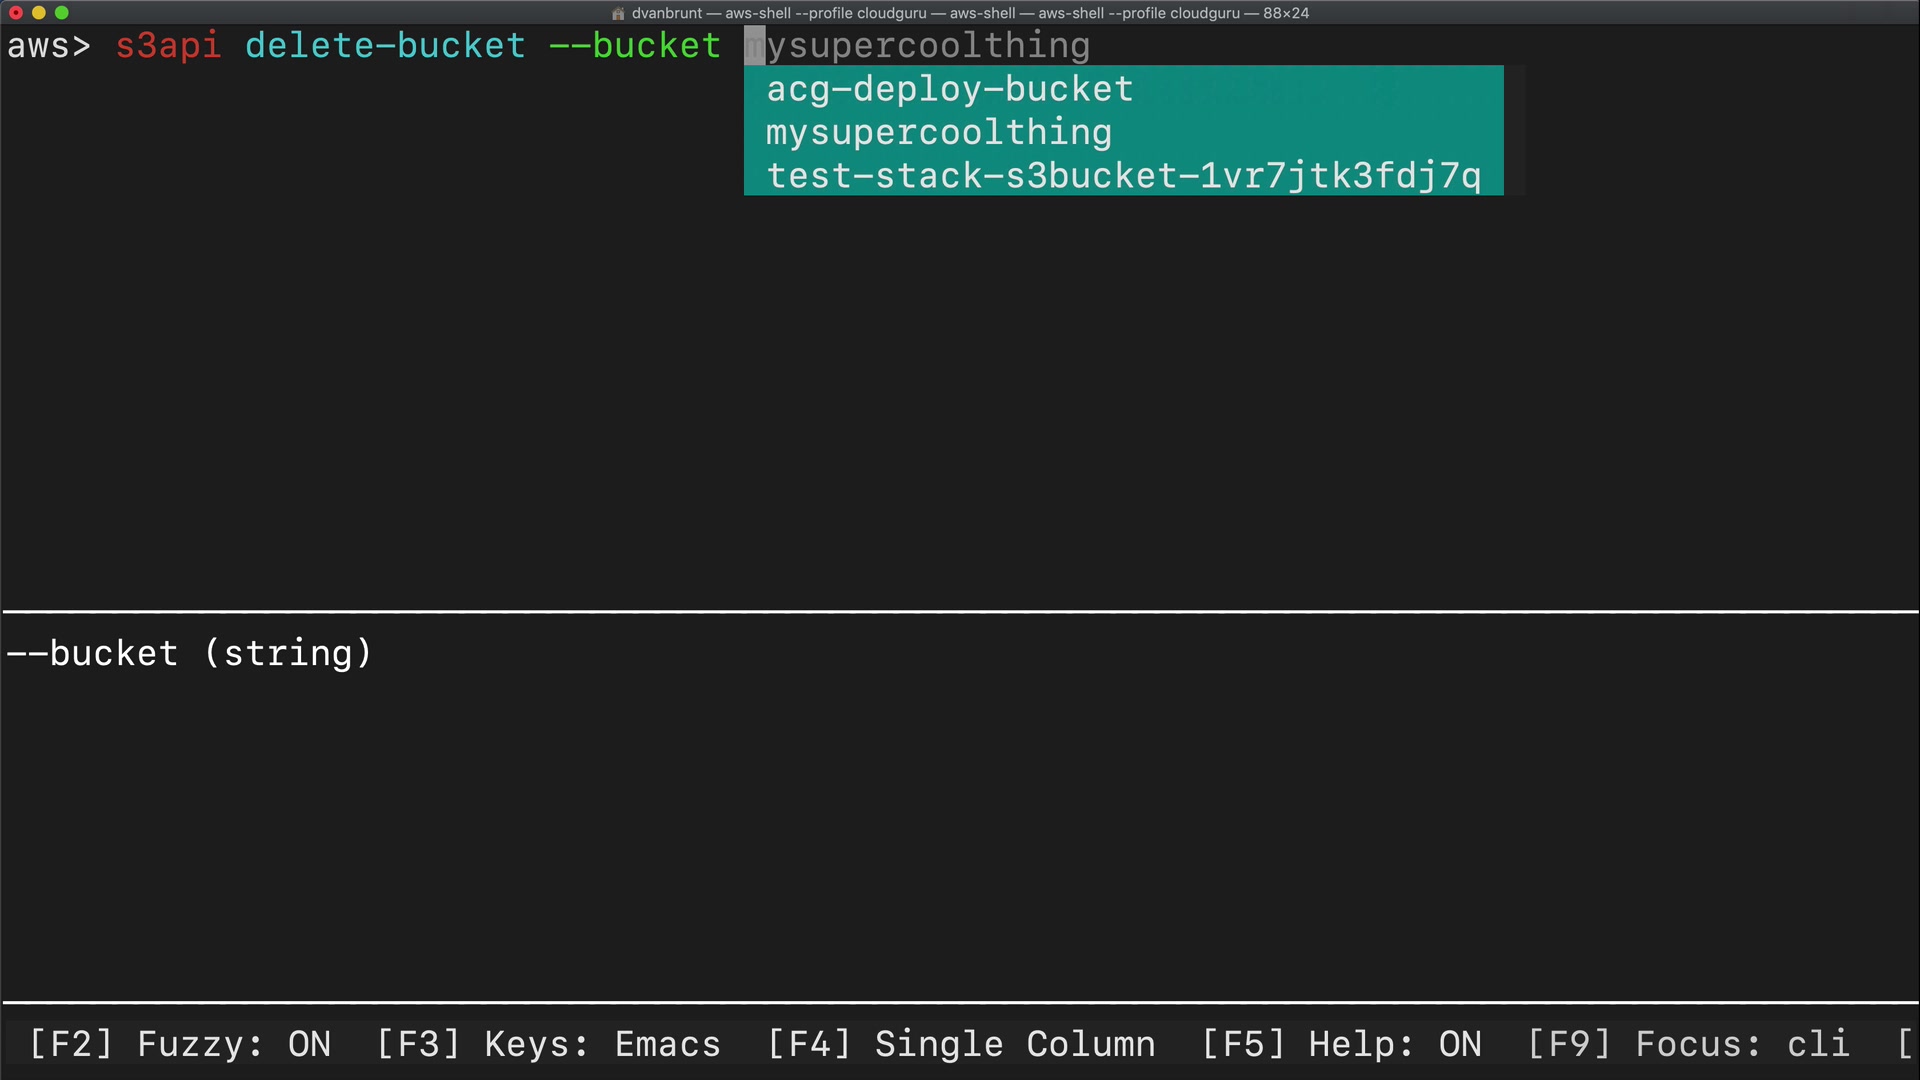 dvanbrunt — aws-shell --profile cloudguru — aws-shell — aws-shell --profile cloudguru — 88×24
aws> s3api delete-bucket --bucket mysupercoolthing
acg-deploy-bucket
mysupercoolthing
test-stack-s3bucket-1vr7jtk3fdj7q
--bucket (string)
[F2] Fuzzy: ON [F3] Keys: Emacs [F4] Single Column [F5] Help: ON [F9] Focus: cli [